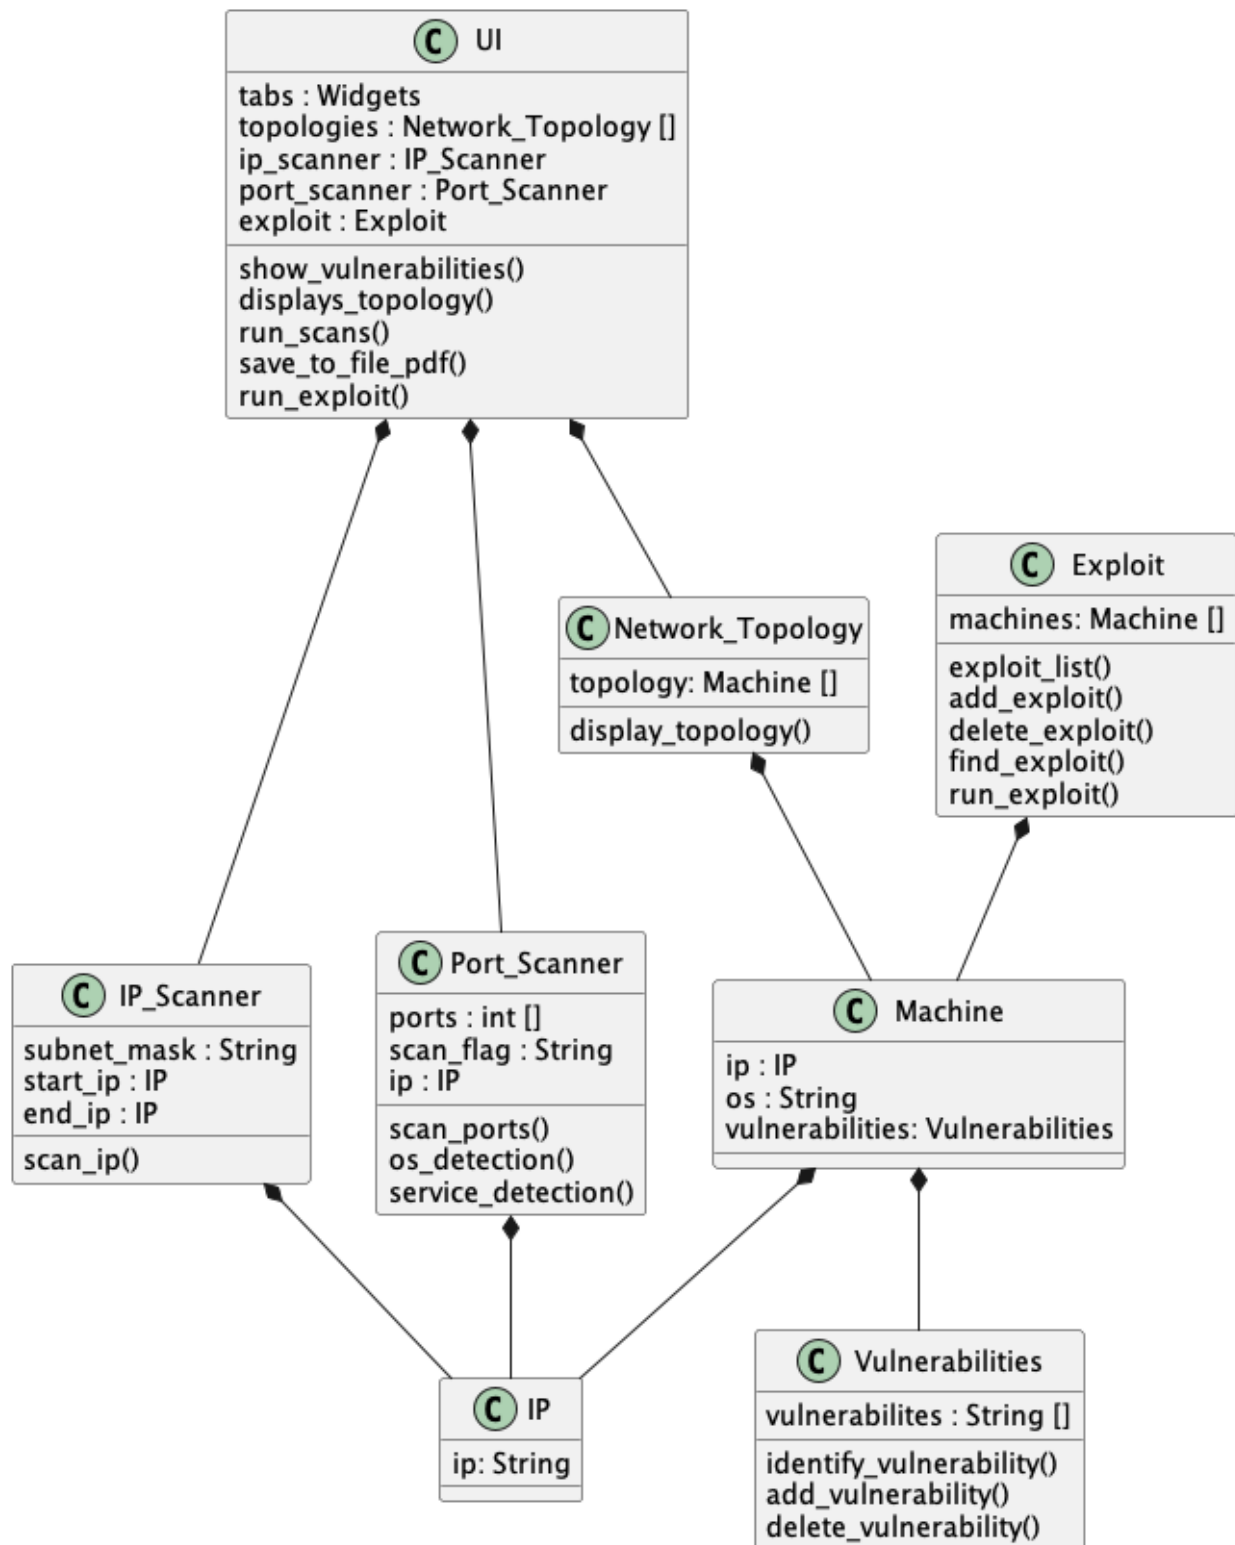 C UI
tabs : Widgets
topologies : Network_Topology []
ip_scanner : IP_Scanner
port_scanner : Port_Scanner
exploit : Exploit
show_vulnerabilities()
displays_topology()
run_scans()
save_to_file_pdf()
run_exploit()
C Exploit
machines: Machine []
exploit_list()
add_exploit()
delete_exploit()
find_exploit()
run_exploit()
C Network_Topology
topology: Machine []
display_topology()
C IP_Scanner
subnet_mask : String
start_ip : IP
end_ip : IP
scan_ip()
C Port_Scanner
ports : int []
scan_flag : String
ip : IP
scan_ports()
os_detection()
service_detection()
C Machine
ip : IP
os : String
vulnerabilities: Vulnerabilities
C IP
ip: String
C Vulnerabilities
vulnerabilites : String []
identify_vulnerability()
add_vulnerability()
delete_vulnerability()